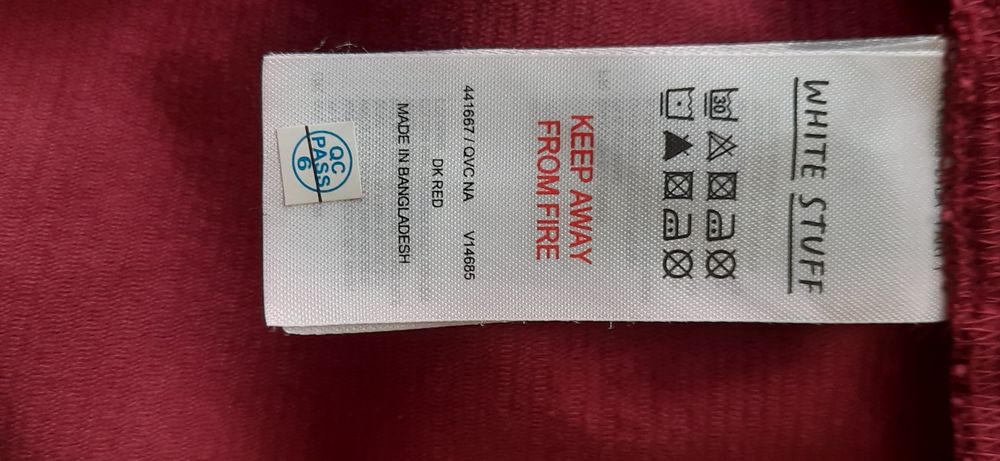 WHITE STUFF
30
KEEP AWAY
FROM FIRE
441667 / QVC NA V14685
DK RED
MADE IN BANGLADESH
QC
PASS
6